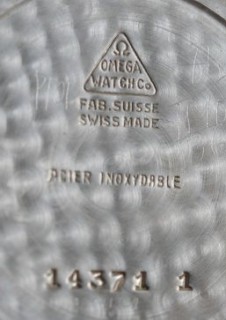 Ω
OMEGA
WATCH Co
FAB. SUISSE
SWISS MADE
ACIER INOXYDABLE
14371 1